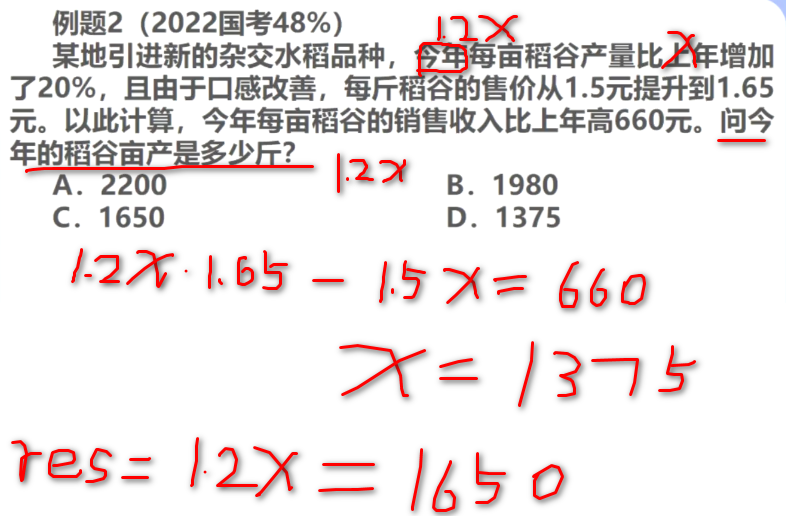 例题2（2022国考48%）
1.2x
x
某地引进新的杂交水稻品种，今年每亩稻谷产量比上年增加
了20%，且由于口感改善，每斤稻谷的售价从1.5元提升到1.65
元。以此计算，今年每亩稻谷的销售收入比上年高660元。问今
年的稻谷亩产是多少斤？
1.2x
A．2200 B．1980
C．1650 D．1375
1.2x·1.65－1.5x=660
x=1375
res=1.2x=1650